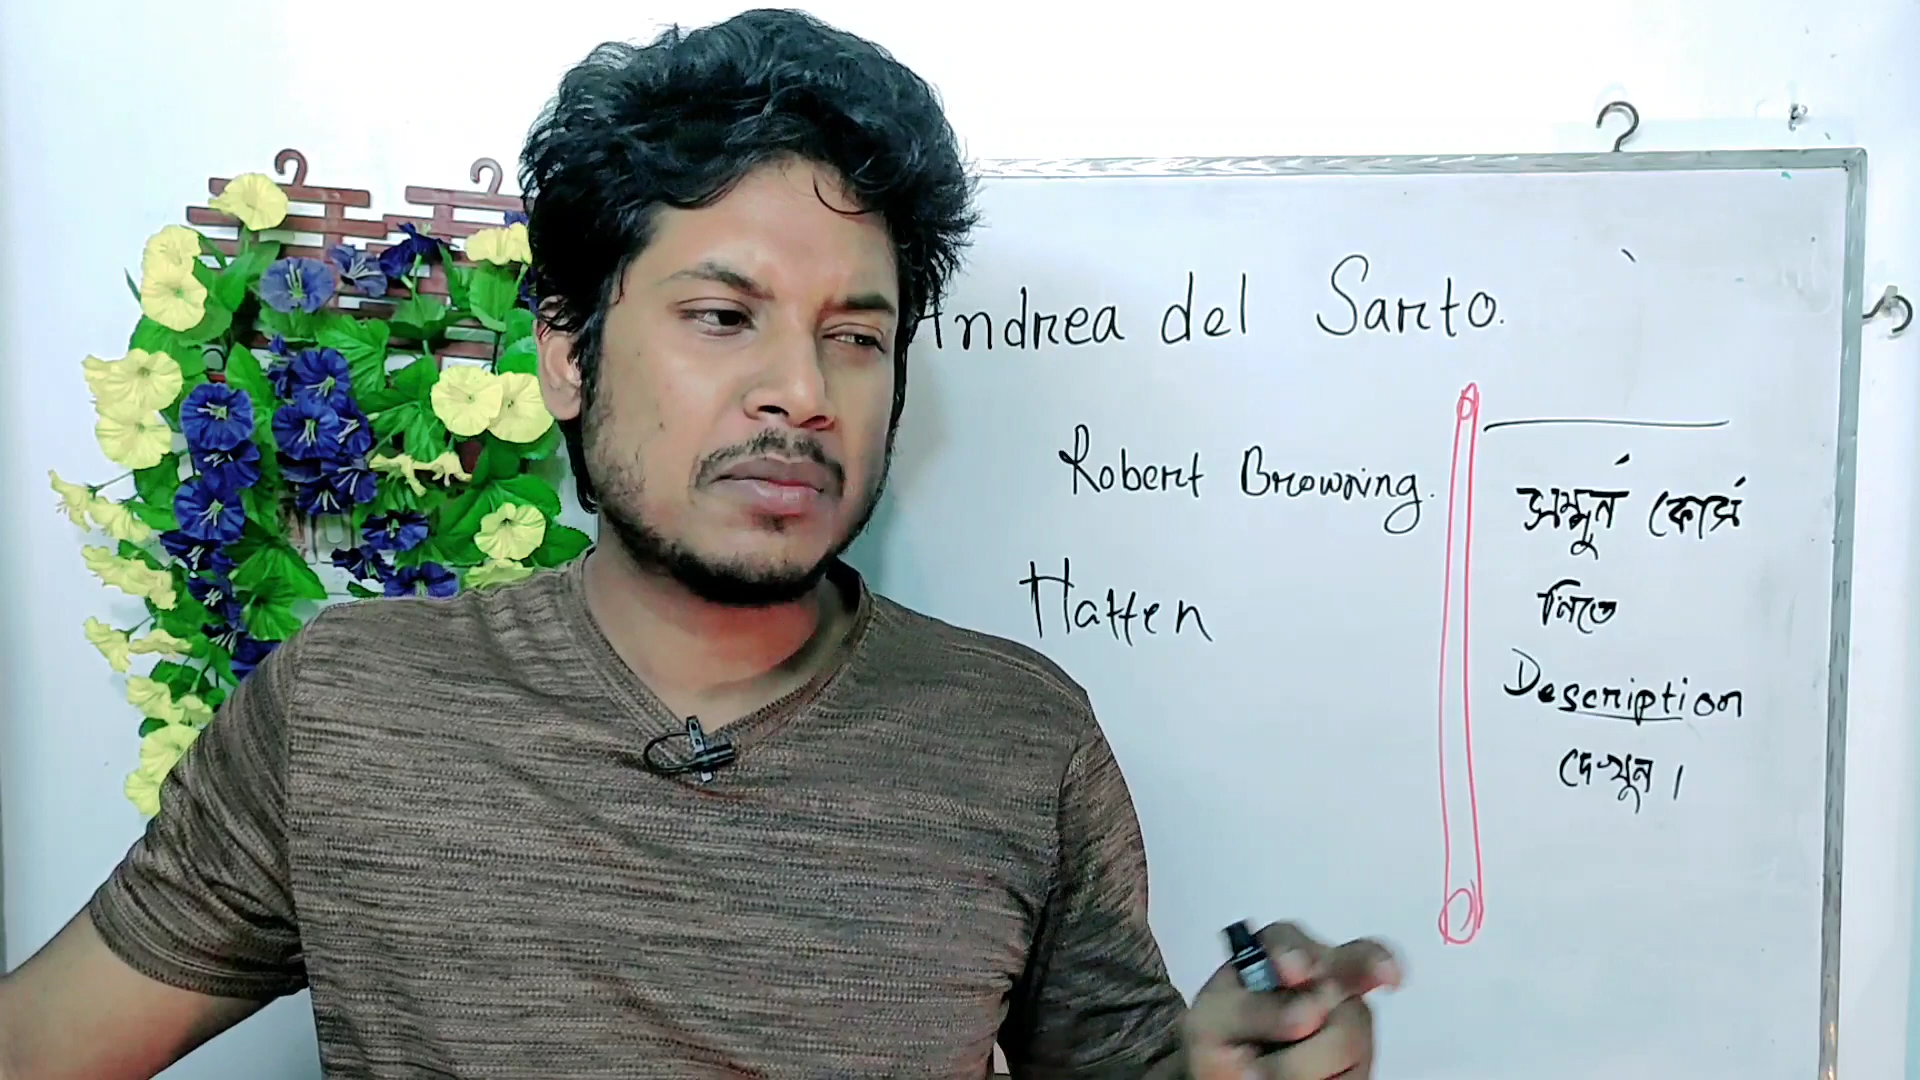 Andrea del Sarto.
Robert Browning.
Hatten
সম্পুর্ন কোর্স
নিতে
Description
দেখুন।